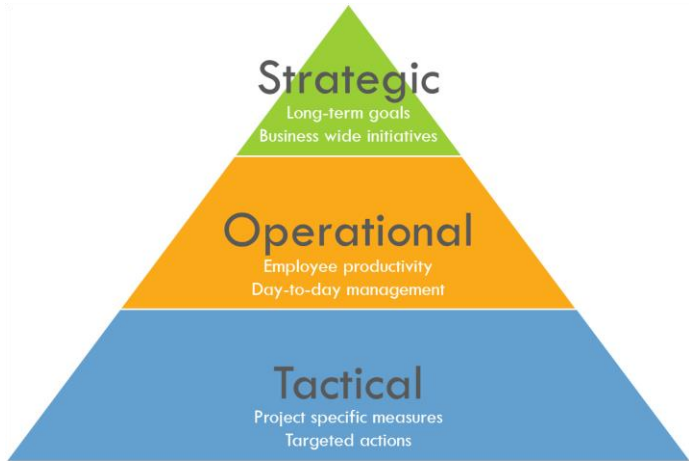 Strategic
Long-term goals
Business wide initiatives
Operational
Employee productivity
Day-to-day management
Tactical
Project specific measures
Targeted actions